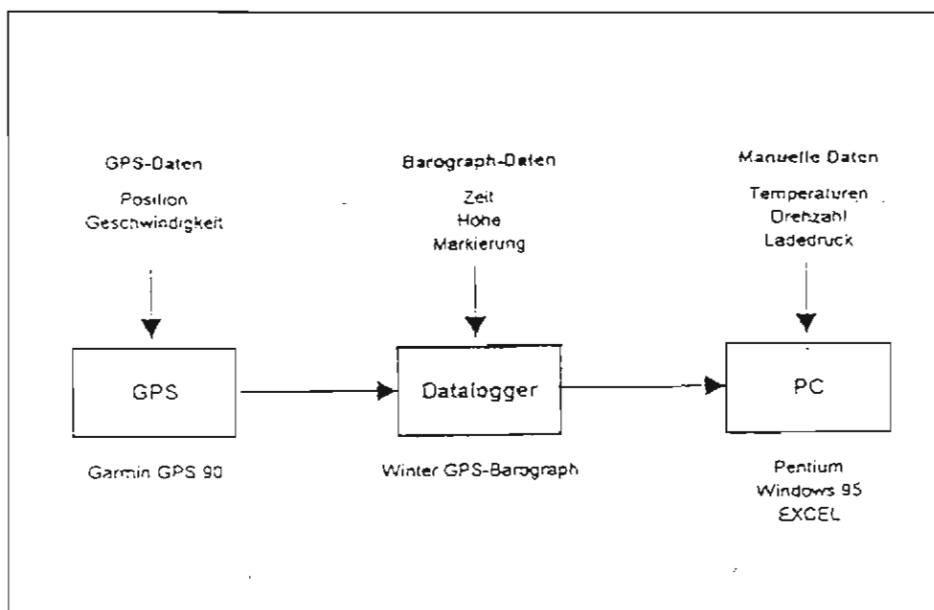 GPS-Daten
Position
Geschwindigkeit
Barograph-Daten
Zeit
Höhe
Markierung
Manuelle Daten
Temperaturen
Drehzahl
Ladedruck
GPS
Datalogger
PC
Garmin GPS 90
Winter GPS-Barograph
Pentium
Windows 95
EXCEL